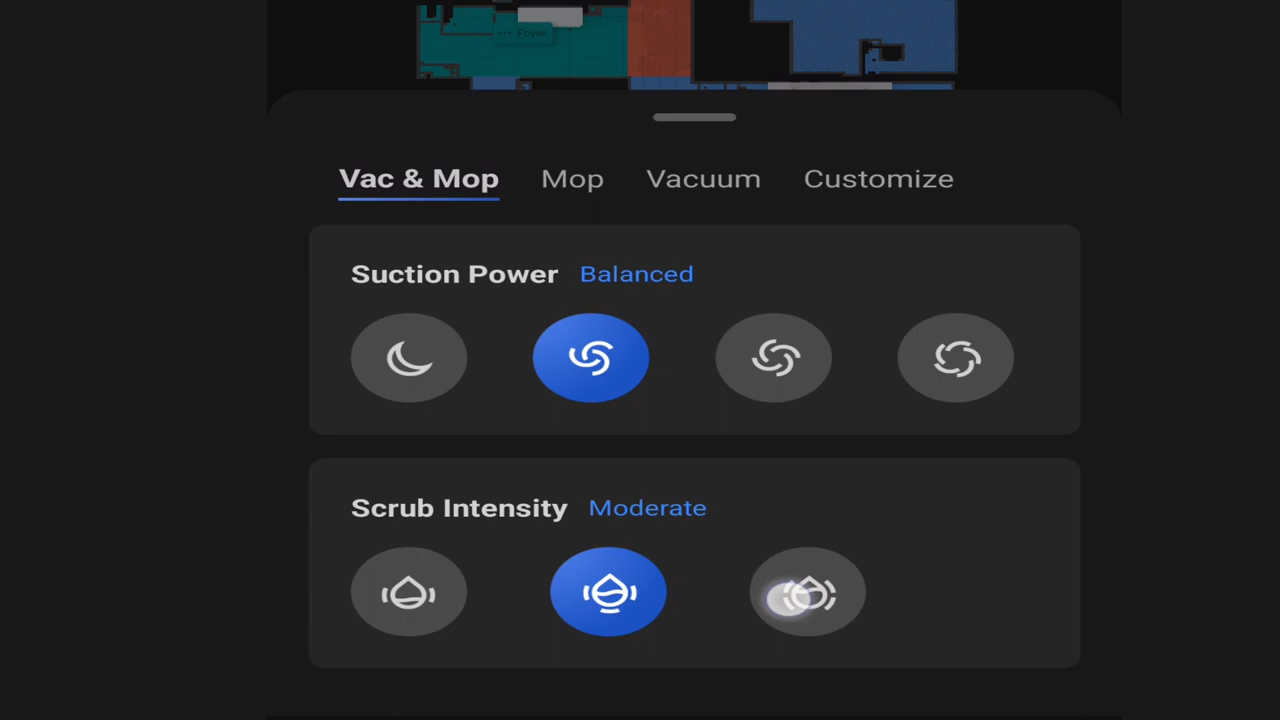 ••• Foyer
Vac & Mop Mop Vacuum Customize
Suction Power Balanced
Scrub Intensity Moderate